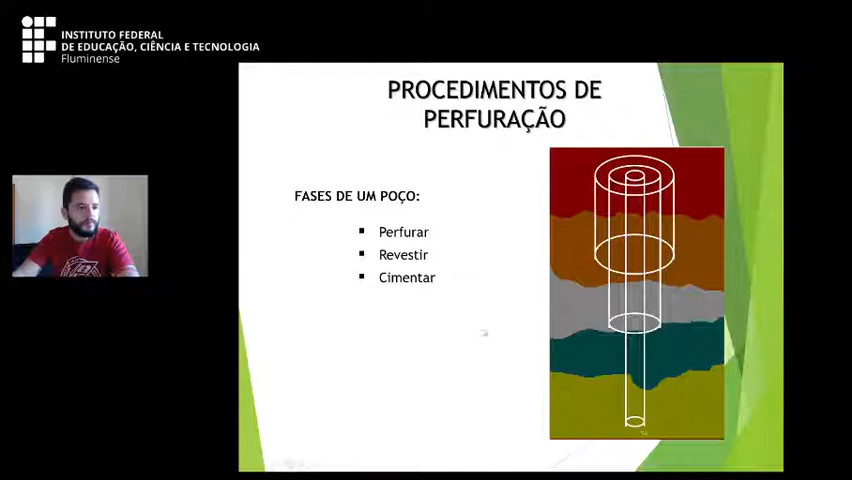 INSTITUTO FEDERAL
DE EDUCAÇÃO, CIÊNCIA E TECNOLOGIA
Fluminense
PROCEDIMENTOS DE
PERFURAÇÃO
FASES DE UM POÇO:
▪ Perfurar
▪ Revestir
▪ Cimentar